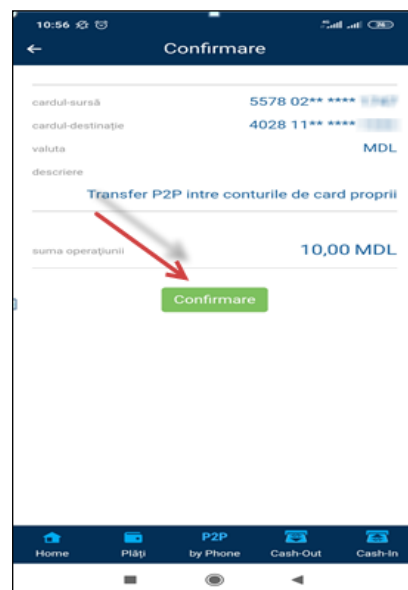 10:56
Confirmare
cardul-sursă 5578 02** ****
cardul-destinație 4028 11** ****
valuta MDL
descriere
Transfer P2P intre conturile de card proprii
suma operațiunii 10,00 MDL
Confirmare
Home Plăți P2P by Phone Cash-Out Cash-In